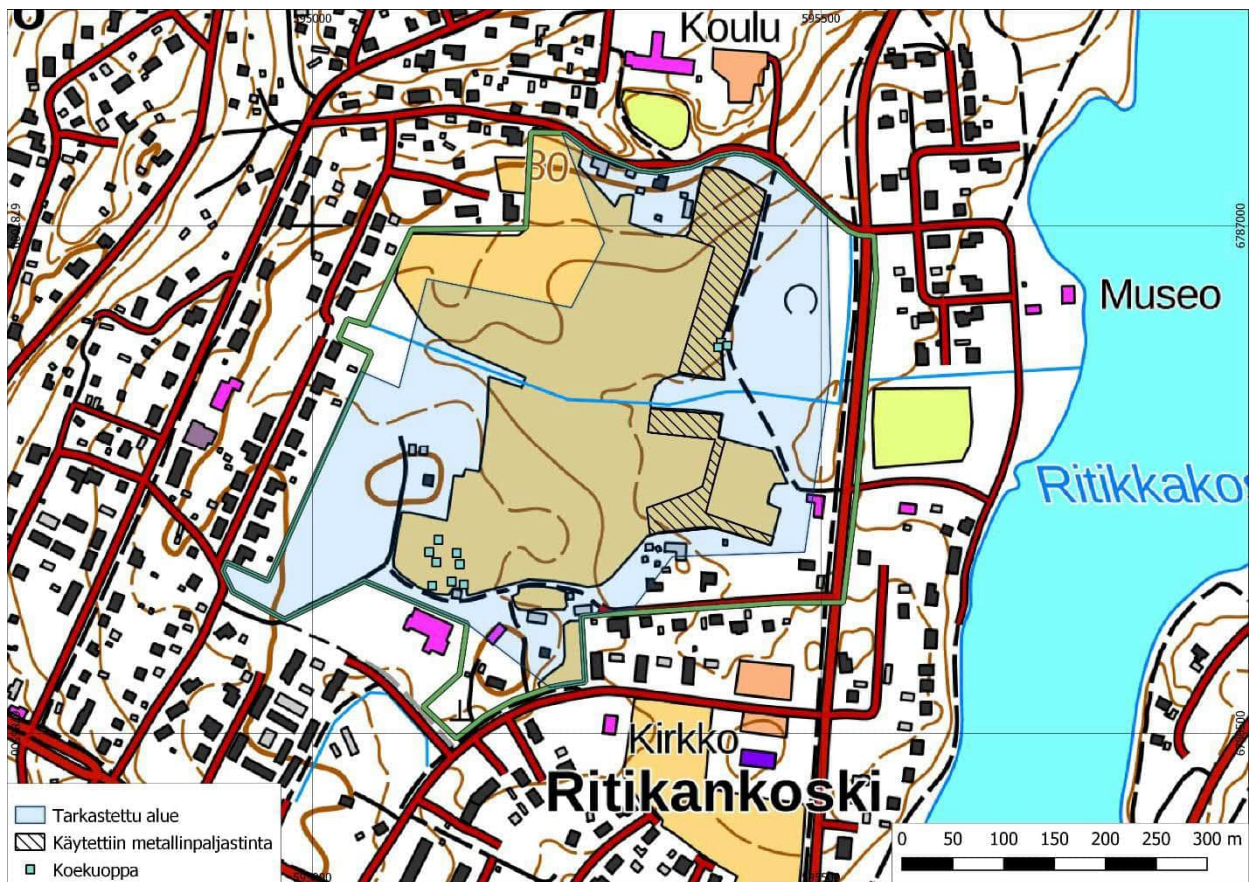 595000
595500
Koulu
80
6787000
Museo
Ritikkakos
Kirkko
Ritikankoski
Tarkastettu alue
Käytettiin metallinpaljastinta
Koekuoppa
0 50 100 150 200 250 300 m